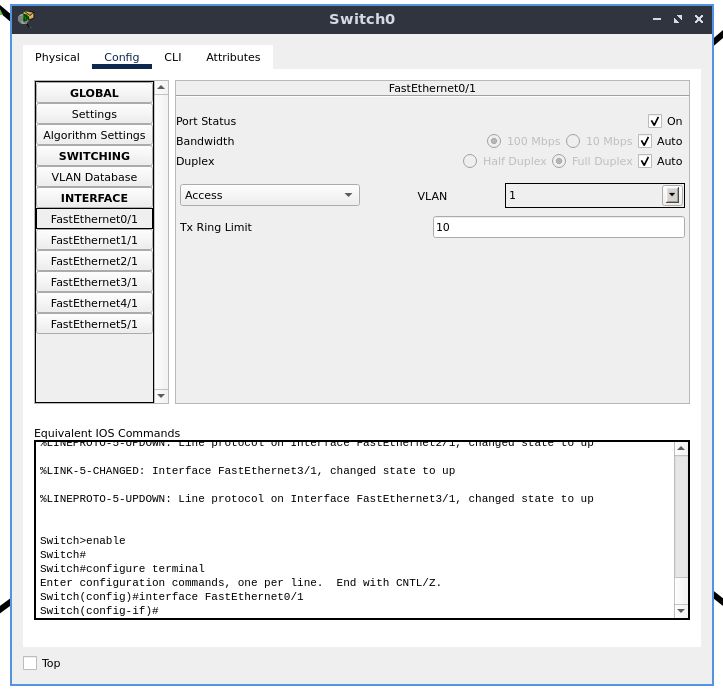 Switch0
Physical Config CLI Attributes
GLOBAL
Settings
Algorithm Settings
SWITCHING
VLAN Database
INTERFACE
FastEthernet0/1
FastEthernet1/1
FastEthernet2/1
FastEthernet3/1
FastEthernet4/1
FastEthernet5/1
FastEthernet0/1
Port Status On
Bandwidth 100 Mbps 10 Mbps Auto
Duplex Half Duplex Full Duplex Auto
Access VLAN 1
Tx Ring Limit 10
Equivalent IOS Commands
%LINEPROTO-5-UPDOWN: Line protocol on Interface FastEthernet2/1, changed state to up
%LINK-5-CHANGED: Interface FastEthernet3/1, changed state to up
%LINEPROTO-5-UPDOWN: Line protocol on Interface FastEthernet3/1, changed state to up
Switch>enable
Switch#
Switch#configure terminal
Enter configuration commands, one per line.  End with CNTL/Z.
Switch(config)#interface FastEthernet0/1
Switch(config-if)#
Top